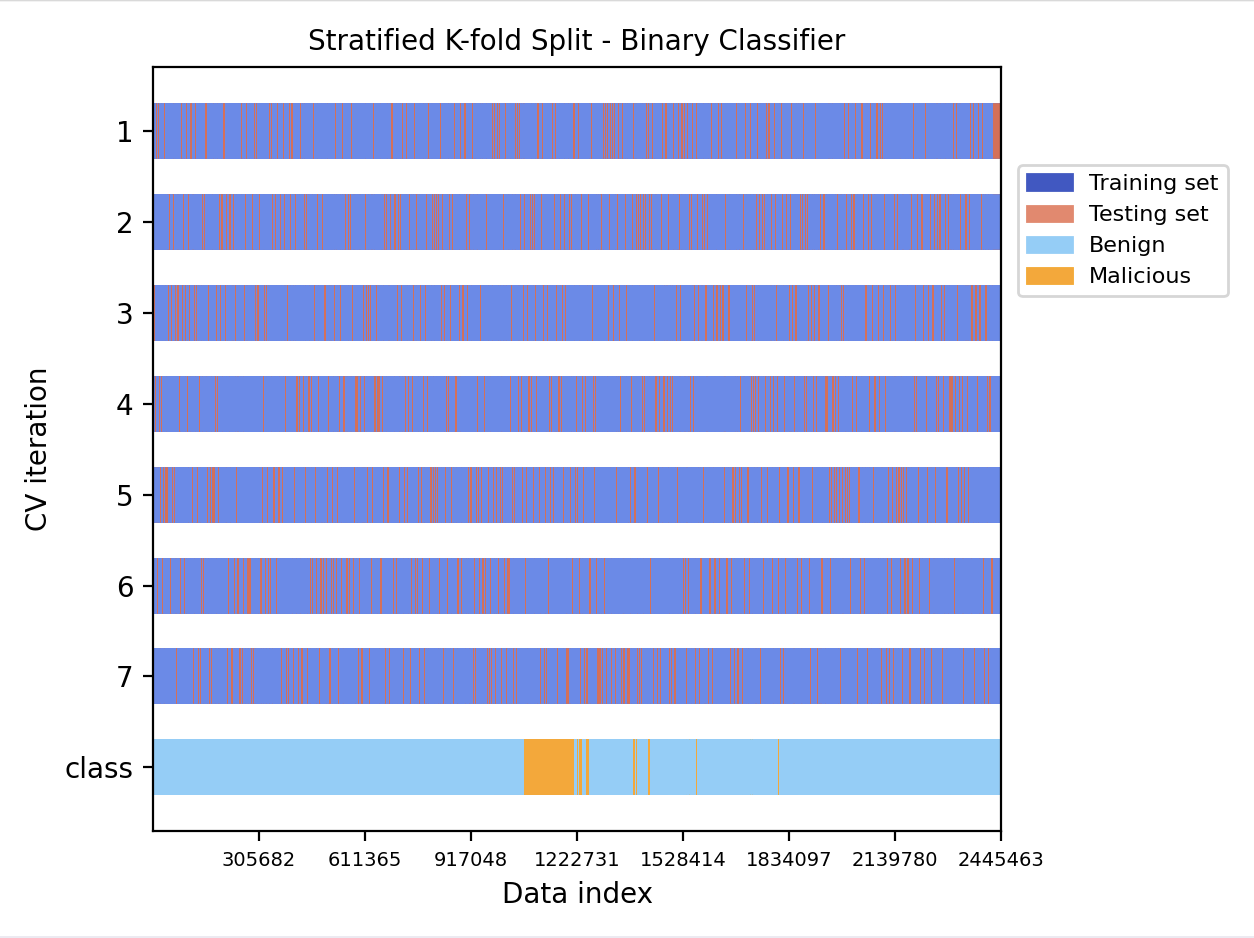 Stratified K-fold Split - Binary Classifier
1
2
3
4
5
6
7
class
CV iteration
305682 611365 917048 1222731 1528414 1834097 2139780 2445463
Data index
Training set
Testing set
Benign
Malicious